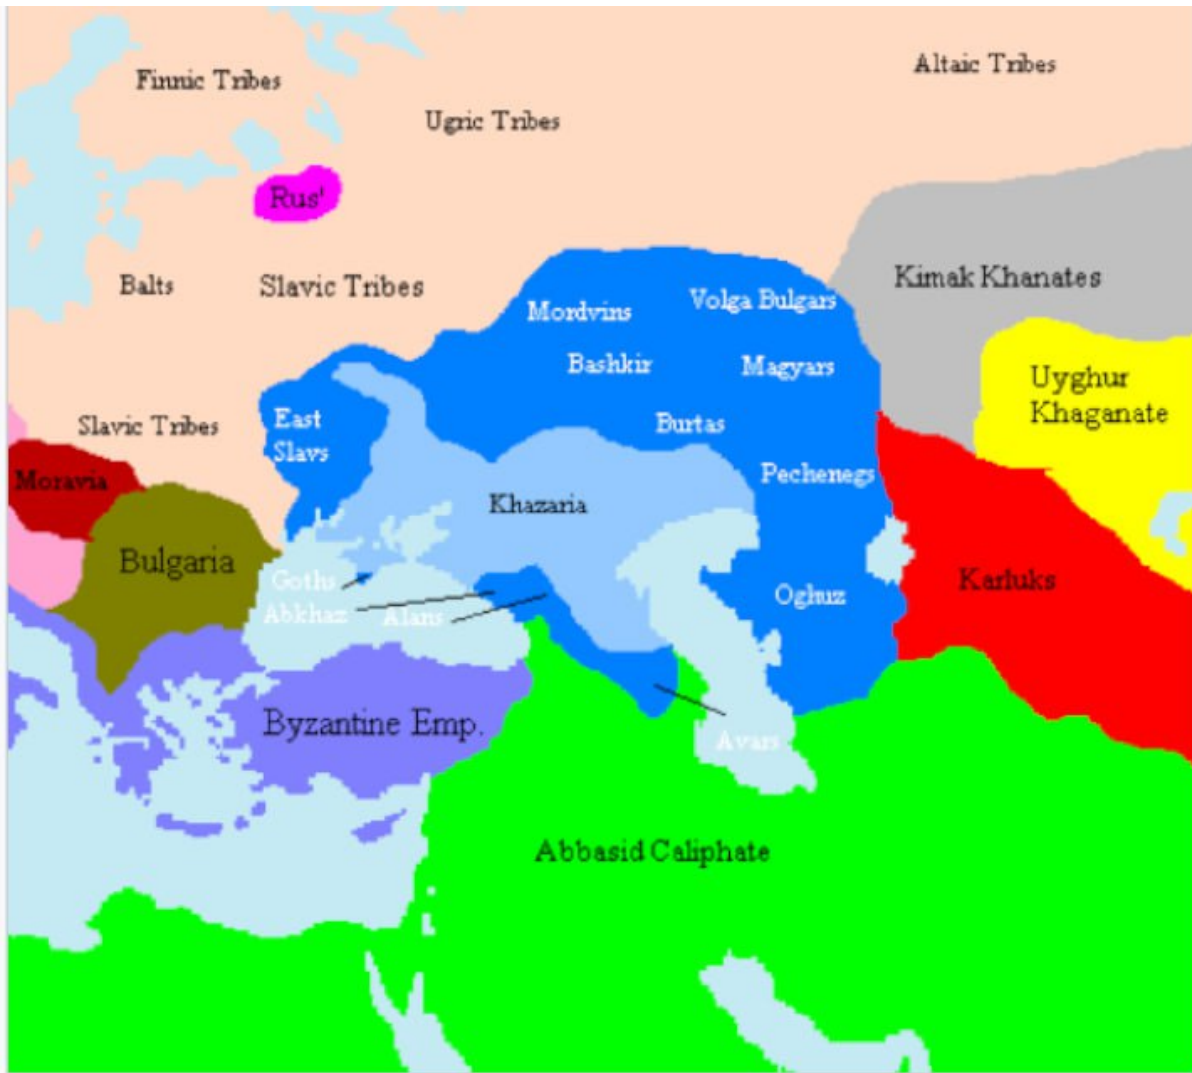 Altaic Tribes
Finnic Tribes
Ugric Tribes
Rus'
Kimak Khanates
Balts
Slavic Tribes
Volga Bulgars
Mordvins
Bashkir
Magyars
Uyghur
Khaganate
East
Slavs
Slavic Tribes
Burtas
Moravia
Pechenegs
Khazaria
Bulgaria
Goths
Karluks
Abkhaz
Alans
Oghuz
Byzantine Emp.
Avars
Abbasid Caliphate